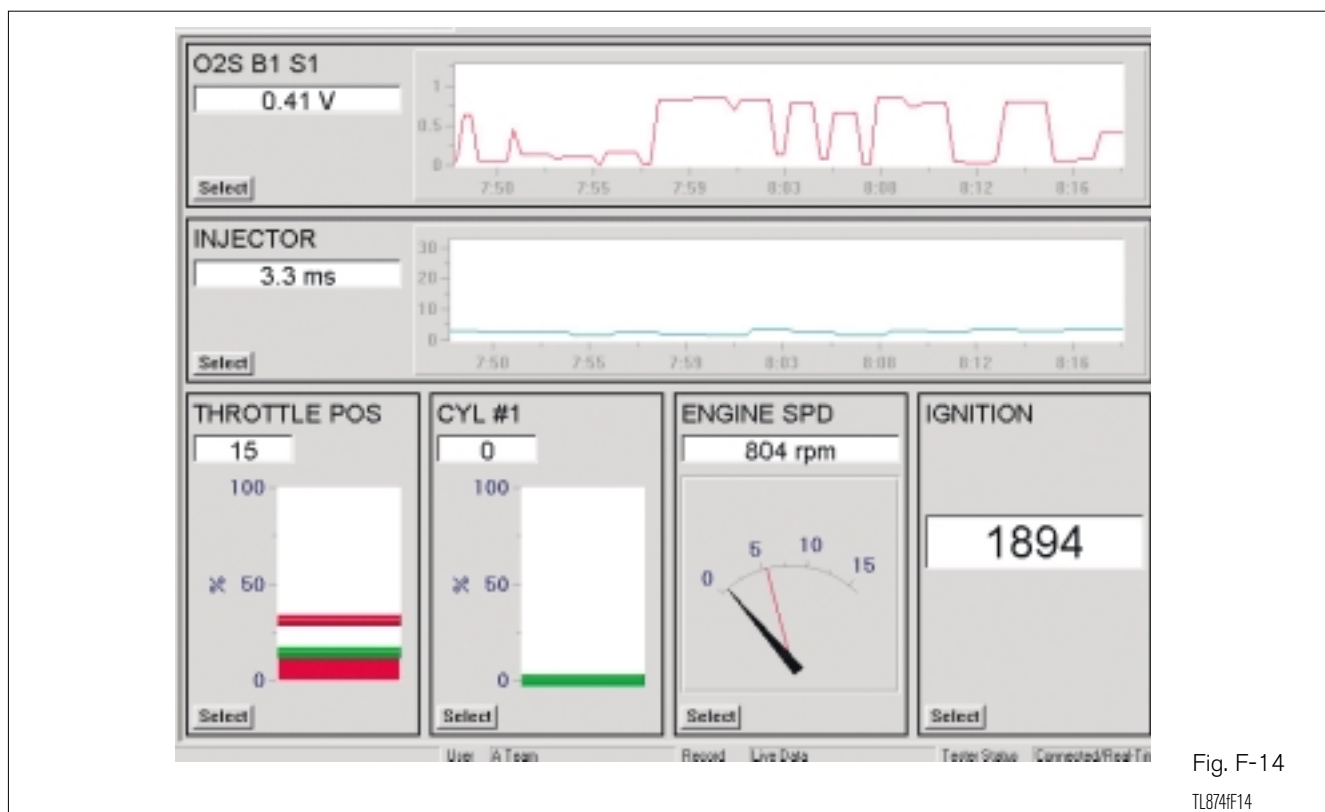 O2S B1 S1
0.41 V
1
0.5
0
7:50 7:55 7:59 8:03 8:08 8:12 8:16
Select
INJECTOR
3.3 ms
30
20
10
0
7:50 7:55 7:59 8:03 8:08 8:12 8:16
Select
THROTTLE POS
15
100
% 50
0
Select
CYL #1
0
100
% 50
0
Select
ENGINE SPD
804 rpm
0 5 10 15
Select
IGNITION
1894
Select
User A Team Record Live Data Tester Status Connected/Real-Tim
Fig. F-14
TL874fF14